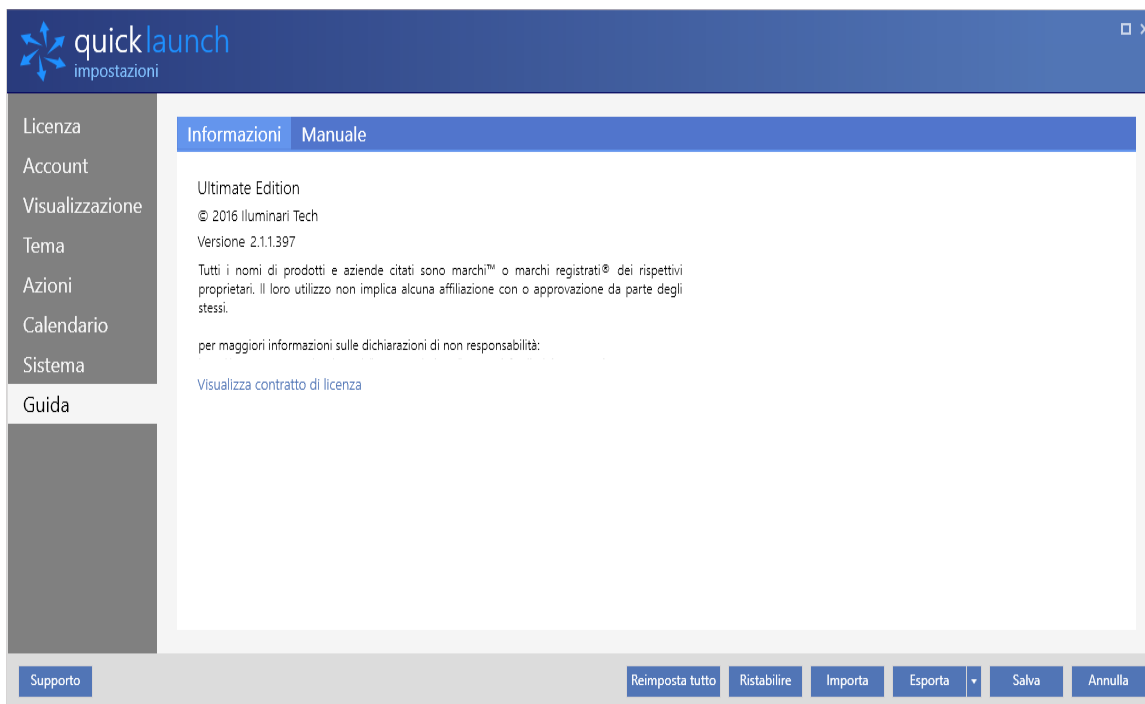 quicklaunch
impostazioni
Licenza
Account
Visualizzazione
Tema
Azioni
Calendario
Sistema
Guida
Informazioni Manuale
Ultimate Edition
© 2016 Iluminari Tech
Versione 2.1.1.397
Tutti i nomi di prodotti e aziende citati sono marchi™ o marchi registrati® dei rispettivi
proprietari. Il loro utilizzo non implica alcuna affiliazione con o approvazione da parte degli
stessi.
per maggiori informazioni sulle dichiarazioni di non responsabilità:
Visualizza contratto di licenza
Supporto Reimposta tutto Ristabilire Importa Esporta Salva Annulla